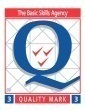 The Basic Skills Agency
3 QUALITY MARK 3